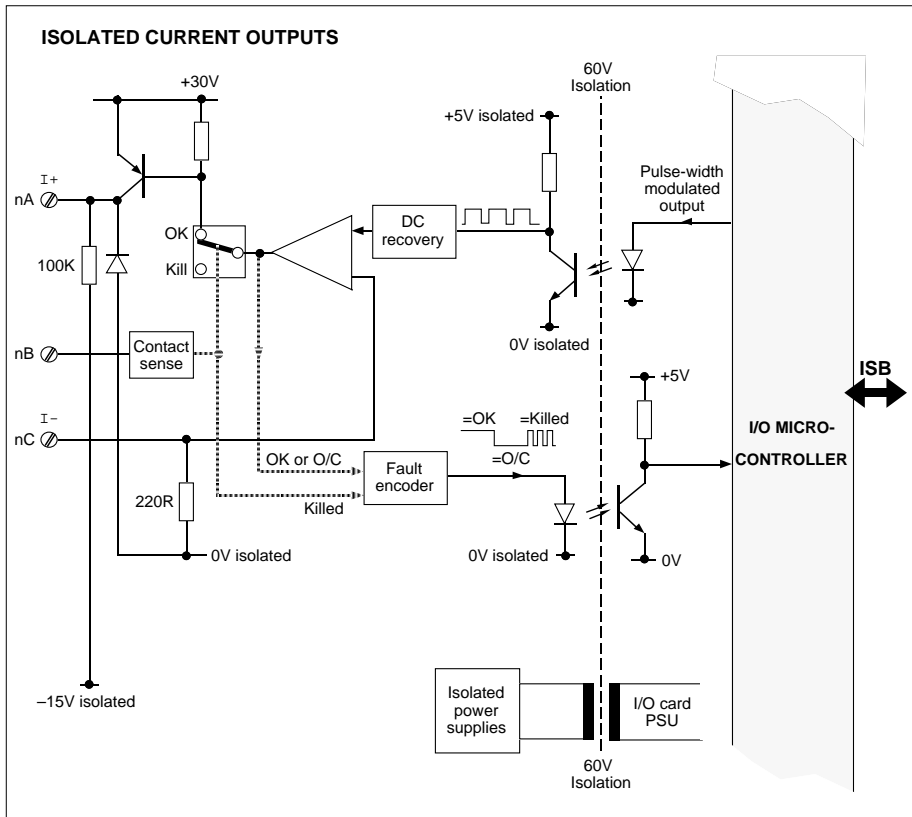 ISOLATED CURRENT OUTPUTS
+30V
60V
Isolation
+5V isolated
Pulse-width
modulated
output
I+
nA
OK
DC
recovery
100K
Kill
0V isolated
nB
Contact
sense
+5V
ISB
I-
nC
=OK
=Killed
=O/C
I/O MICRO-
CONTROLLER
OK or O/C
Fault
encoder
220R
Killed
0V isolated
0V isolated
0V
–15V isolated
Isolated
power
supplies
I/O card
PSU
60V
Isolation